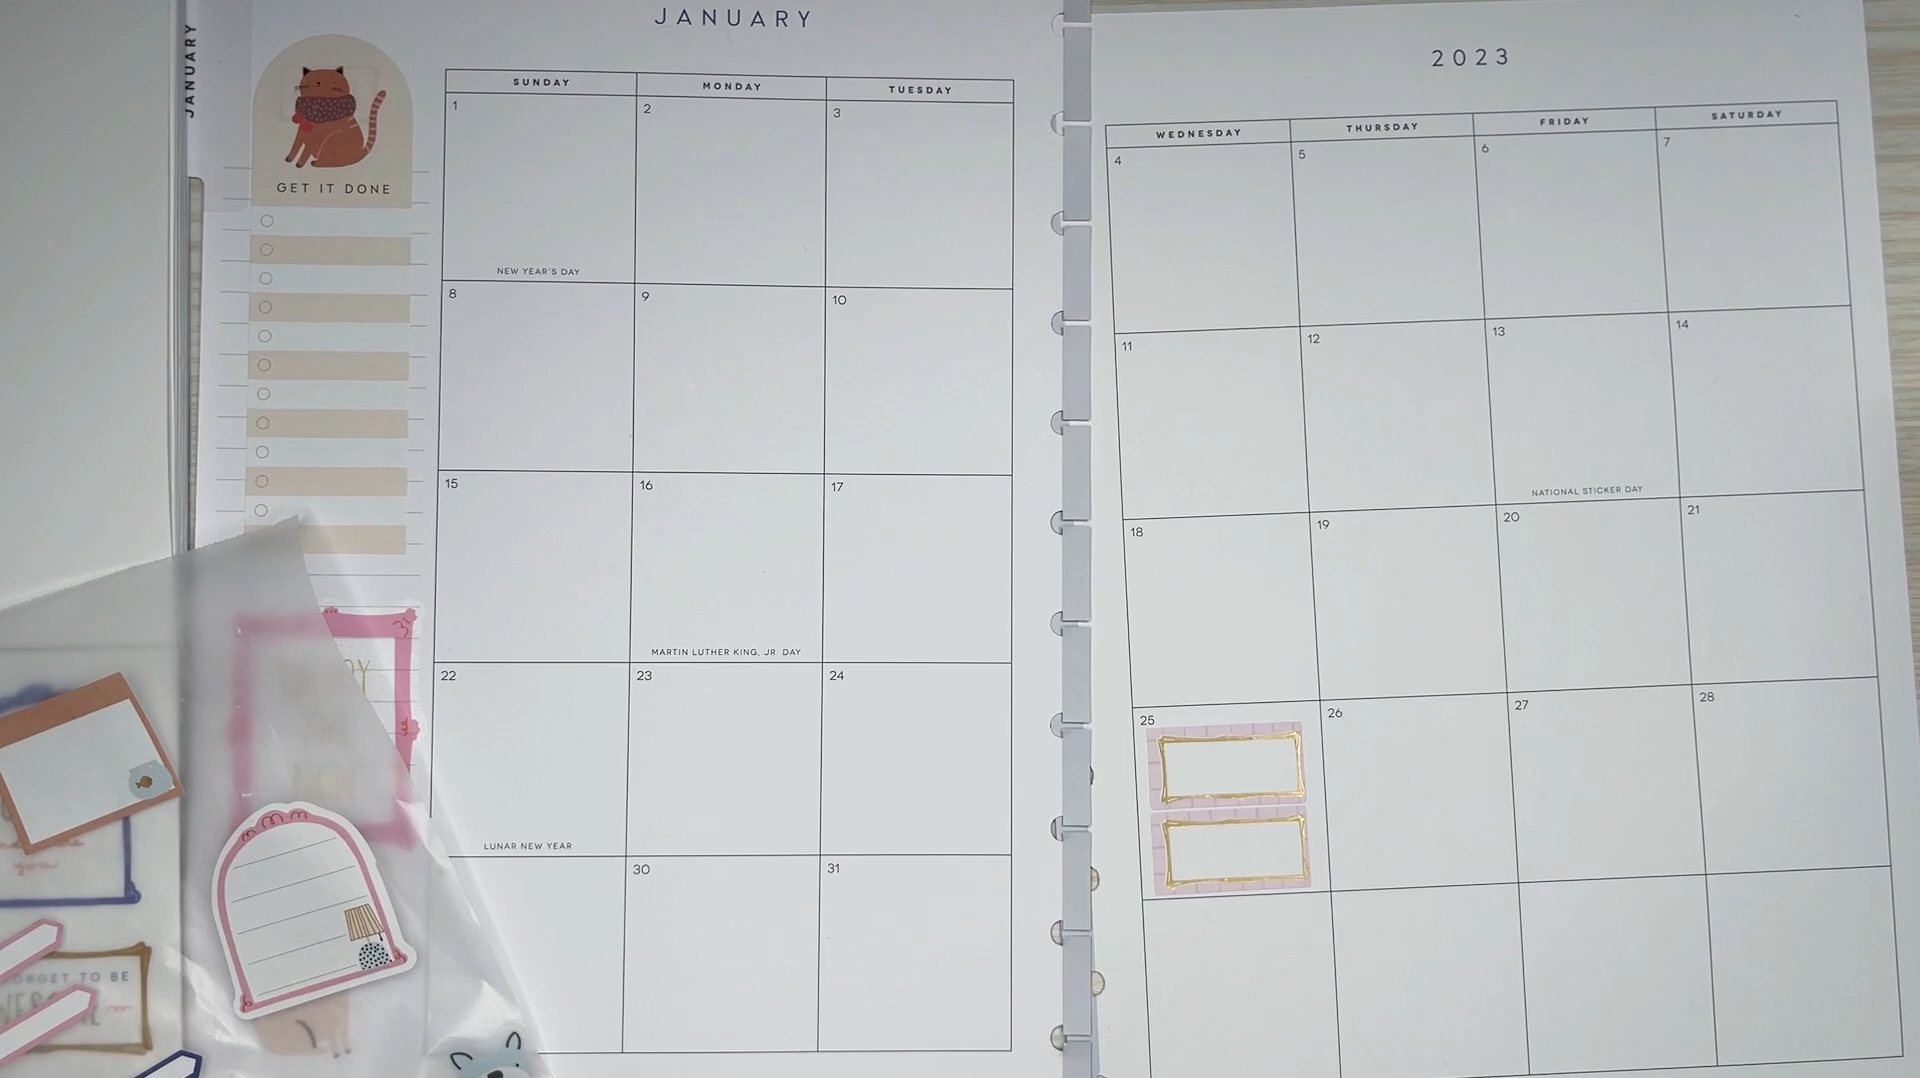 JANUARY
JANUARY
GET IT DONE
SUNDAY MONDAY TUESDAY
1 2 3
NEW YEAR'S DAY
8 9 10
15 16 17
MARTIN LUTHER KING, JR. DAY
22 23 24
LUNAR NEW YEAR
30 31
2023
WEDNESDAY THURSDAY FRIDAY SATURDAY
4 5 6 7
11 12 13 14
NATIONAL STICKER DAY
18 19 20 21
25 26 27 28
you
TO BE